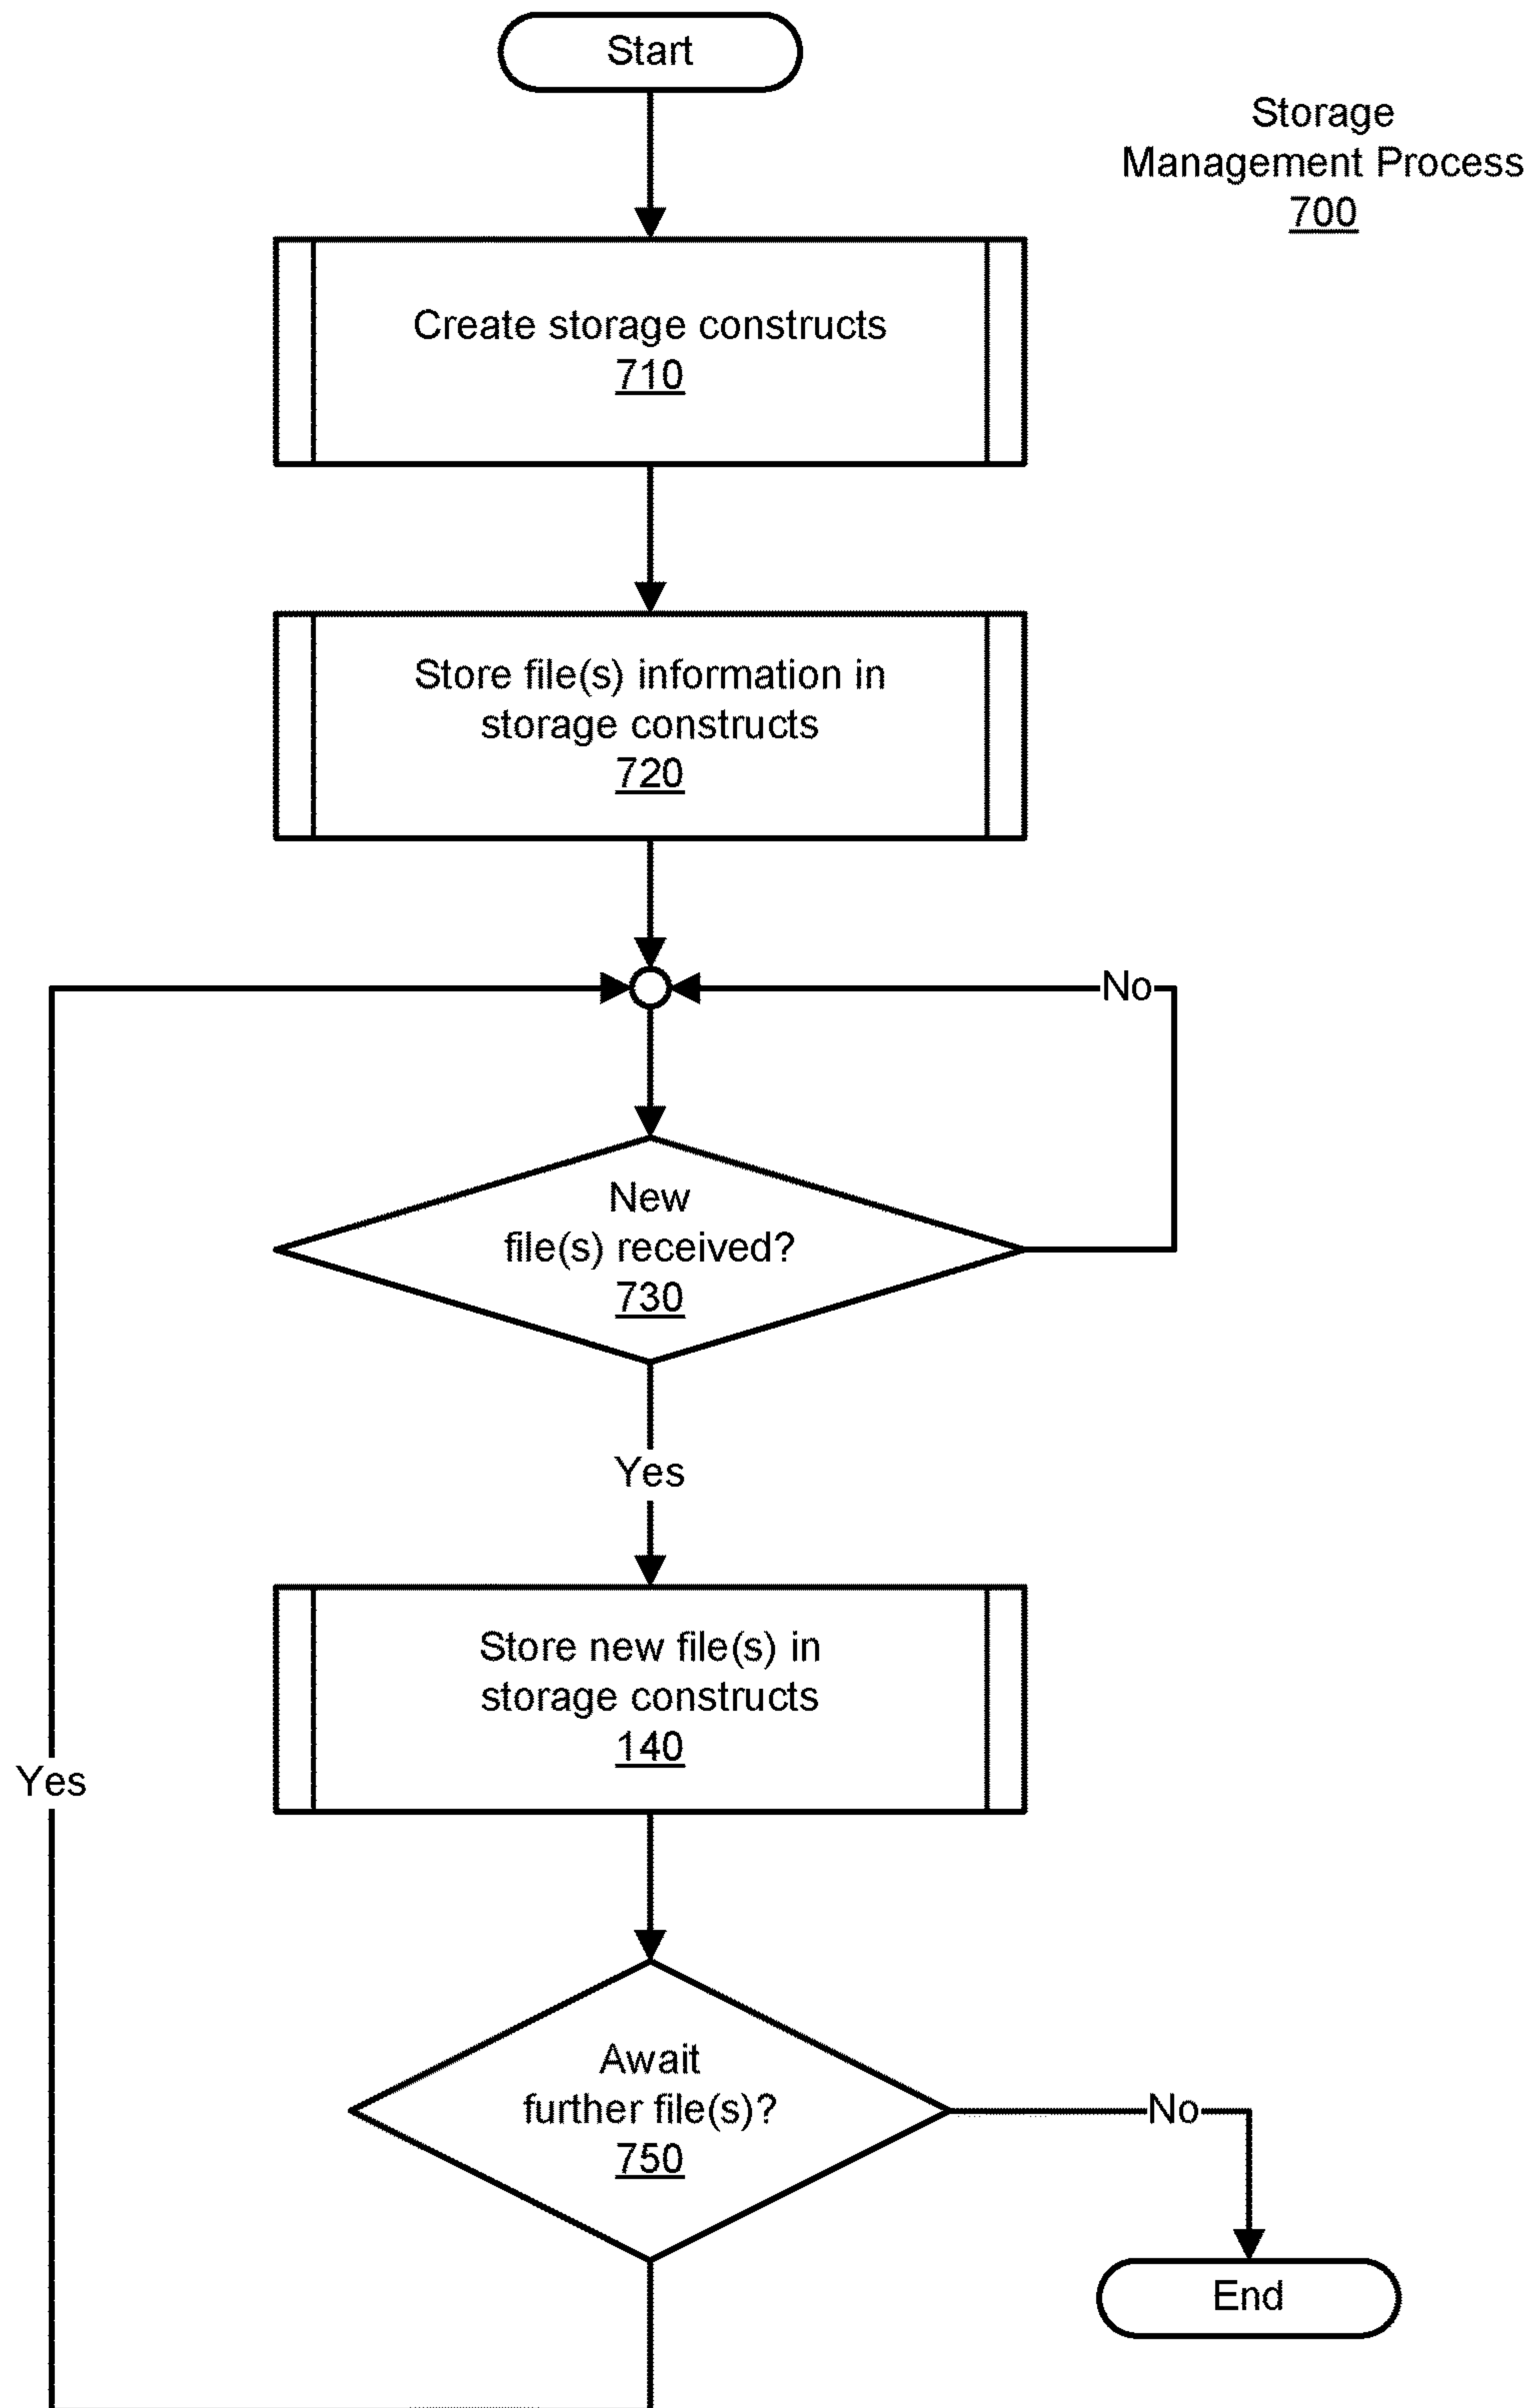 Start
Storage
Management Process
700
Create storage constructs
710
Store file(s) information in
storage constructs
720
No
New
file(s) received?
730
Yes
Store new file(s) in
storage constructs
140
Yes
Await
further file(s)?
750
No
End